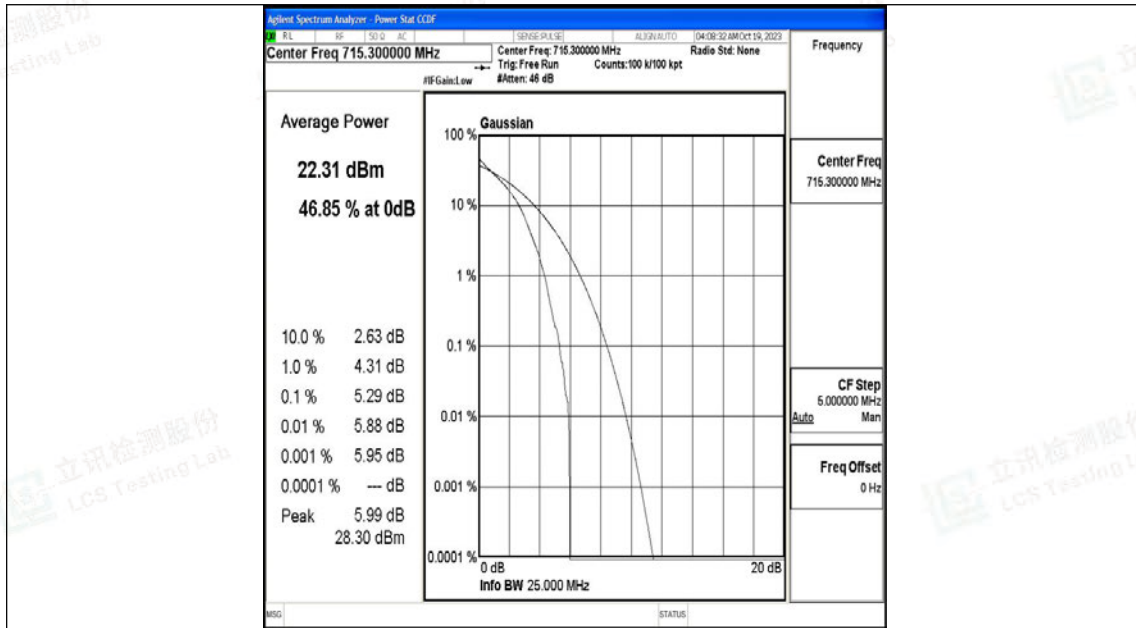 Agilent Spectrum Analyzer - Power Stat CCDF
RL RF 50 Ω AC SENSE:PULSE ALIGNAUTO 04:08:32 AM Oct 19, 2023
Center Freq 715.300000 MHz
Center Freq: 715.300000 MHz Radio Std: None
Trig: Free Run Counts:100 k/100 kpt
#IFGain:Low #Atten: 46 dB
Frequency
Average Power
22.31 dBm
46.85 % at 0dB
10.0 % 2.63 dB
1.0 % 4.31 dB
0.1 % 5.29 dB
0.01 % 5.88 dB
0.001 % 5.95 dB
0.0001 % --- dB
Peak 5.99 dB
28.30 dBm
Gaussian
100 %
10 %
1 %
0.1 %
0.01 %
0.001 %
0.0001 %
0 dB 20 dB
Info BW 25.000 MHz
Center Freq
715.300000 MHz
CF Step
5.000000 MHz
Auto Man
Freq Offset
0 Hz
MSG STATUS
立讯检测股份
LCS Testing Lab
立讯检测股份